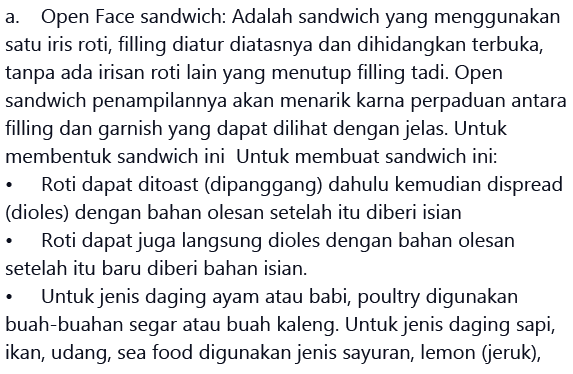 a. Open Face sandwich: Adalah sandwich yang menggunakan
satu iris roti, filling diatur diatasnya dan dihidangkan terbuka,
tanpa ada irisan roti lain yang menutup filling tadi. Open
sandwich penampilannya akan menarik karna perpaduan antara
filling dan garnish yang dapat dilihat dengan jelas. Untuk
membentuk sandwich ini  Untuk membuat sandwich ini:
• Roti dapat ditoast (dipanggang) dahulu kemudian dispread
(dioles) dengan bahan olesan setelah itu diberi isian
• Roti dapat juga langsung dioles dengan bahan olesan
setelah itu baru diberi bahan isian.
• Untuk jenis daging ayam atau babi, poultry digunakan
buah-buahan segar atau buah kaleng. Untuk jenis daging sapi,
ikan, udang, sea food digunakan jenis sayuran, lemon (jeruk),